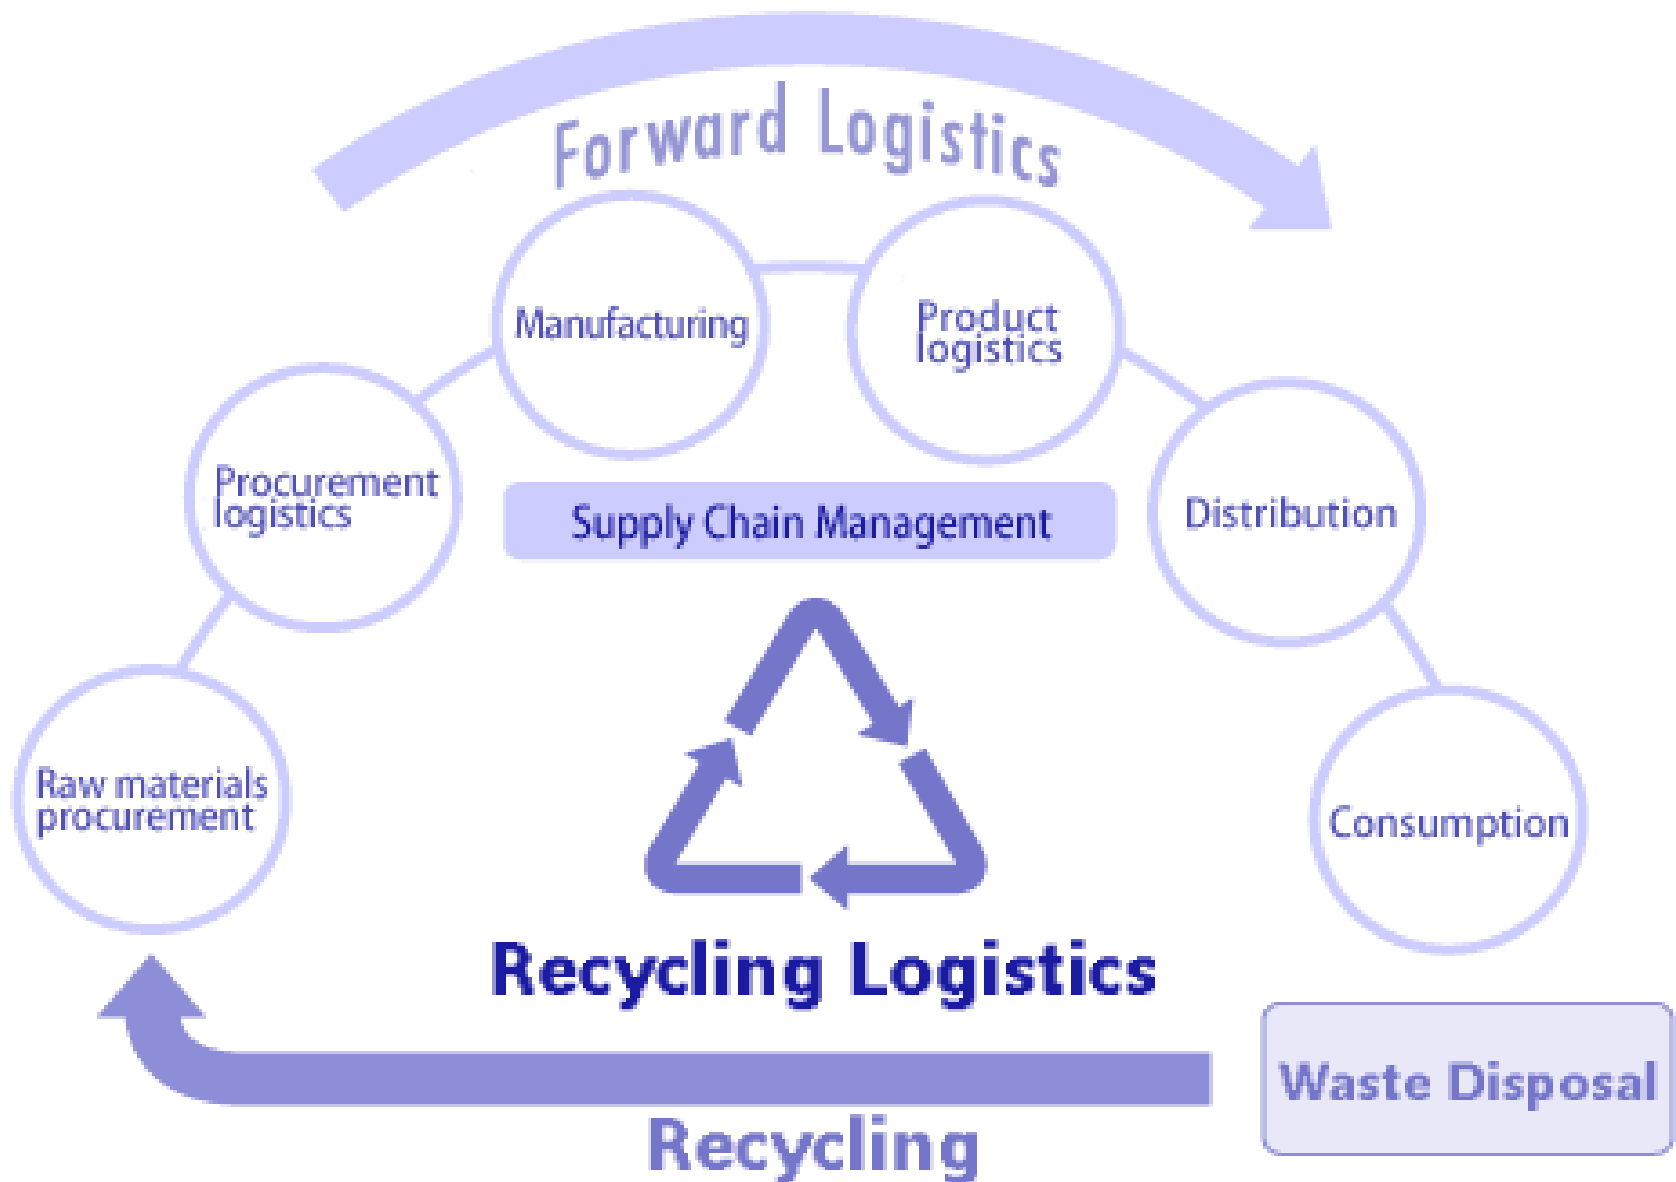 Forward Logistics
Manufacturing
Product
logistics
Procurement
logistics
Supply Chain Management
Distribution
Raw materials
procurement
Consumption
Recycling Logistics
Waste Disposal
Recycling